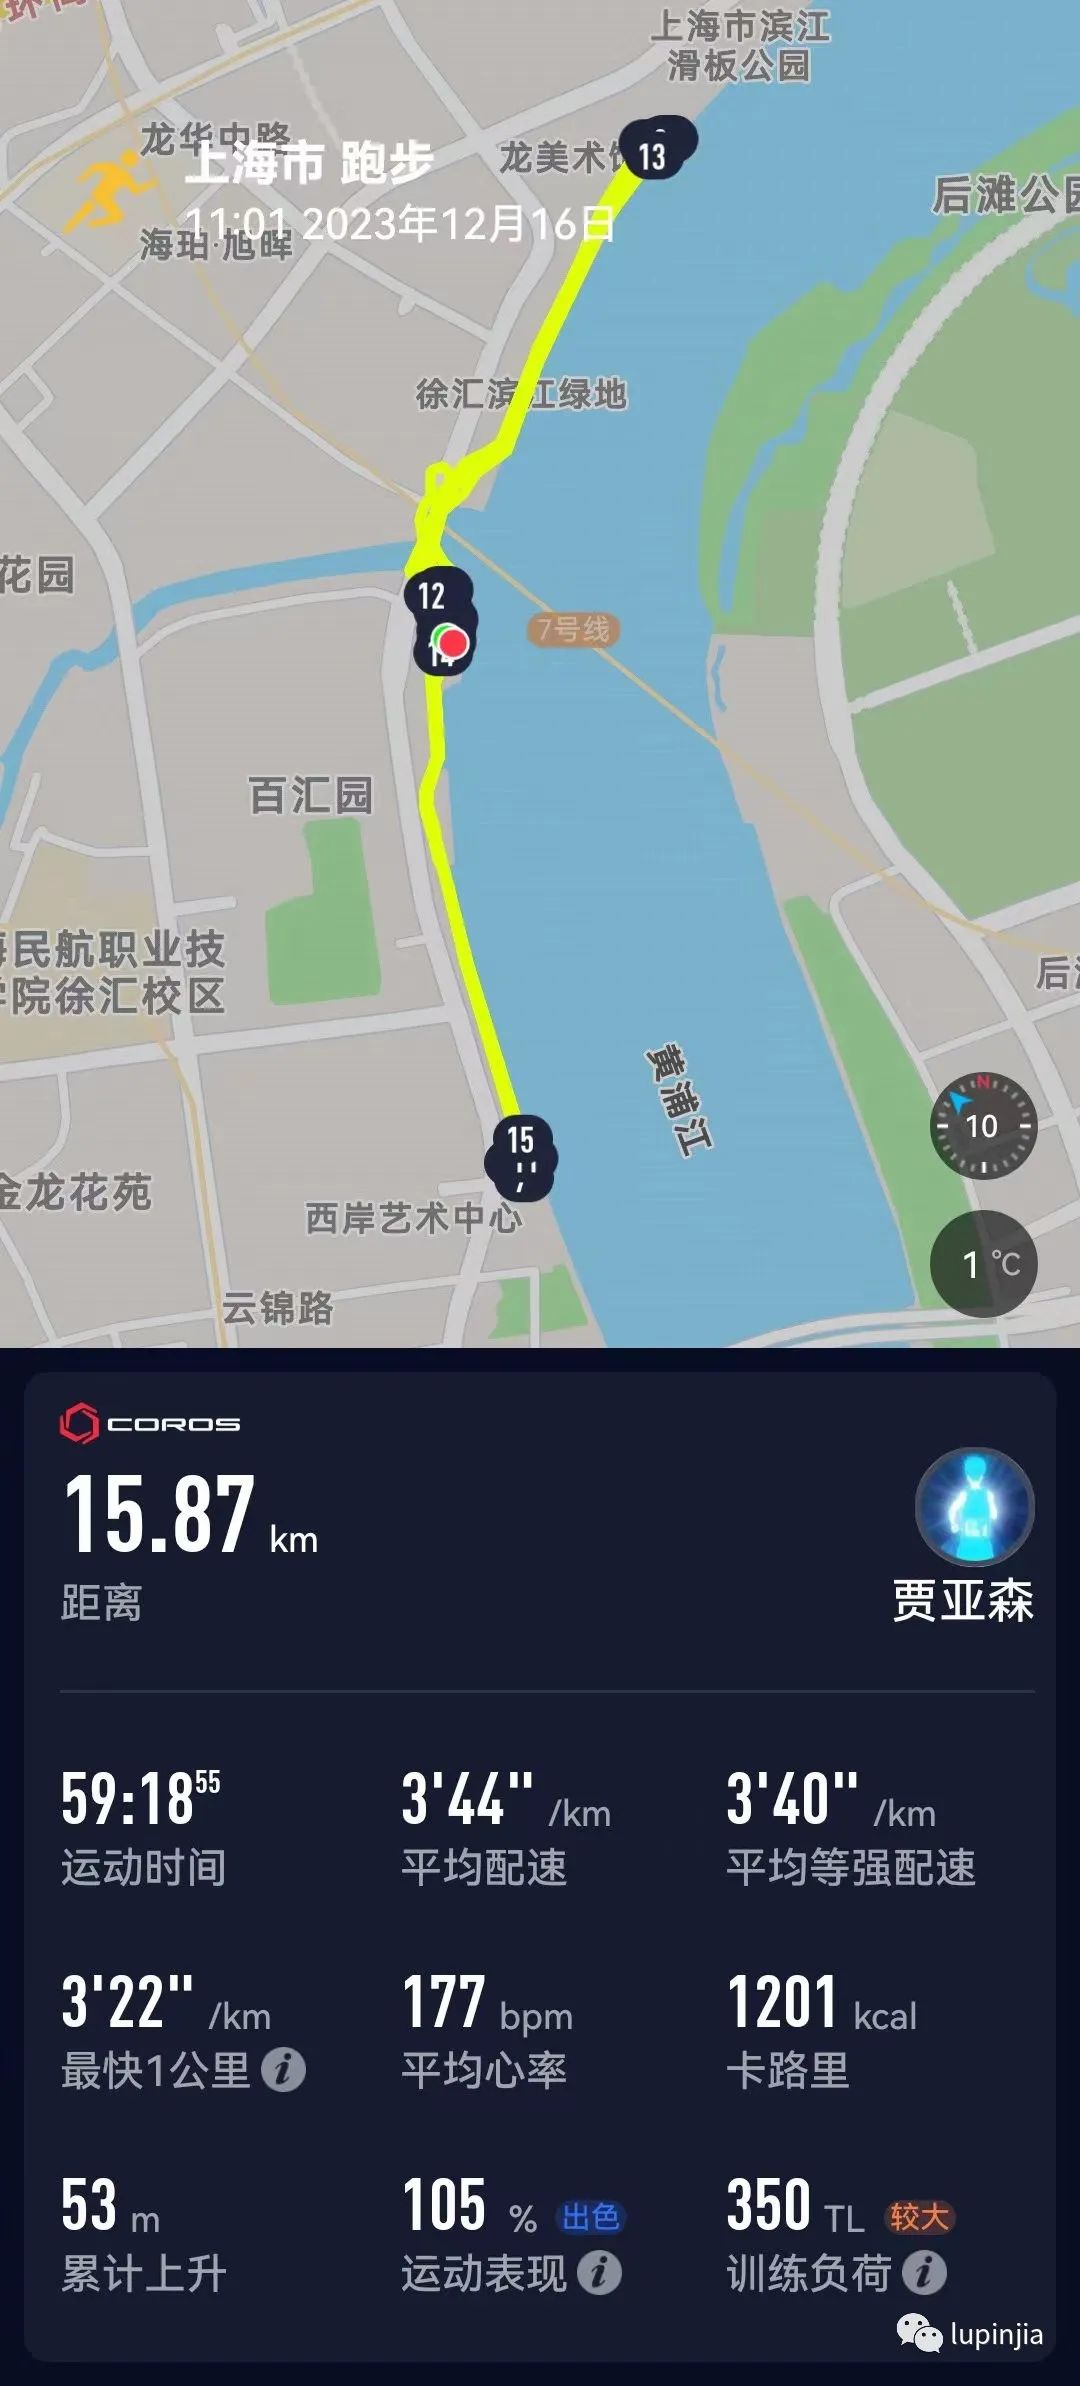 上海市滨江
滑板公园
龙华中路
上海市 跑步
龙美术
13
后滩公园
11:01 2023年12月16日
海珀·旭晖
徐汇滨江绿地
花园
12
7号线
14
百汇园
民航职业技
学院徐汇校区
后
黄浦江
N
10
15
金龙花苑
西岸艺术中心
1 ℃
云锦路
COROS
15.87 km
距离
贾亚森
59:18 55
3'44" /km
3'40" /km
运动时间
平均配速
平均等强配速
3'22" /km
177 bpm
1201 kcal
最快1公里 i
平均心率
卡路里
53 m
105 % 出色
350 TL 较大
累计上升
运动表现 i
训练负荷 i
lupinjia